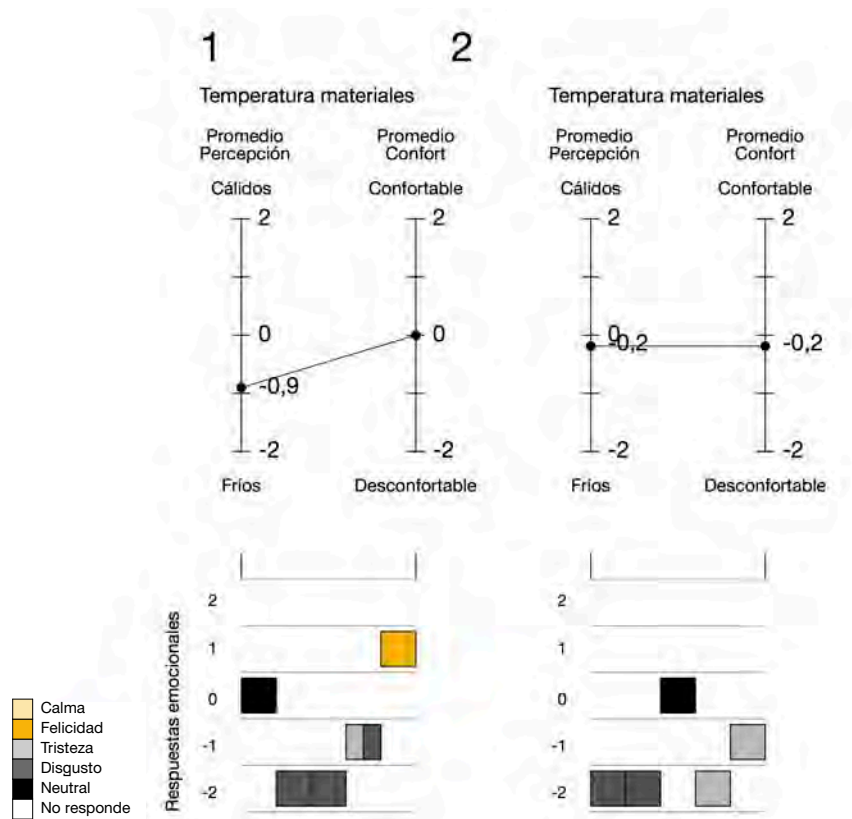 1
2
Temperatura materiales
Temperatura materiales
Promedio
Percepción
Promedio
Confort
Promedio
Percepción
Promedio
Confort
Cálidos
Confortable
Cálidos
Confortable
2
2
2
2
0
0
0
-0,2
-0,2
-0,9
-2
-2
-2
-2
Fríos
Desconfortable
Fríos
Desconfortable
Respuestas emocionales
2
1
0
-1
-2
2
1
0
-1
-2
Calma
Felicidad
Tristeza
Disgusto
Neutral
No responde